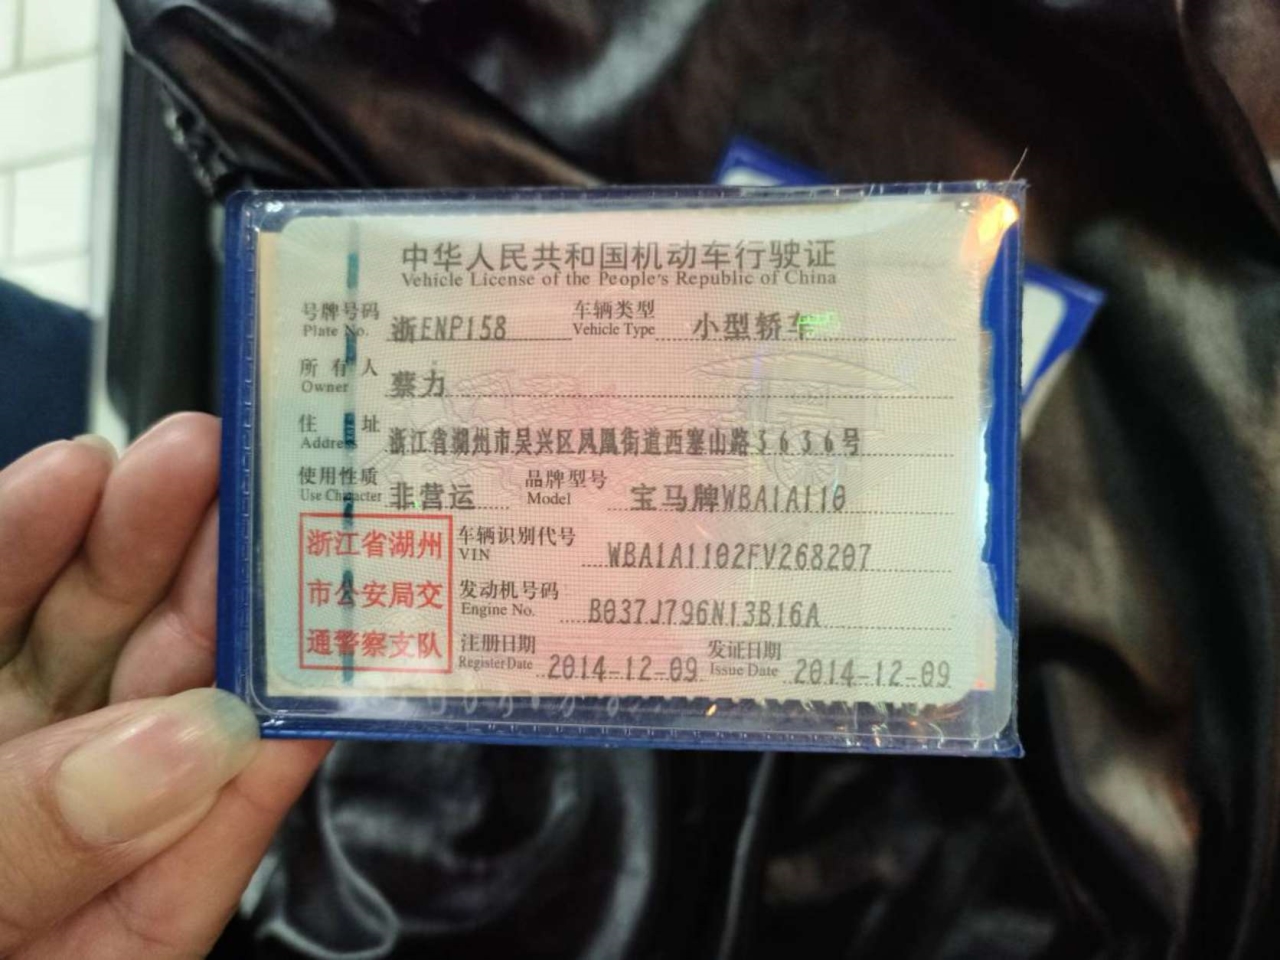 中华人民共和国机动车行驶证
Vehicle License of the People's Republic of China
号牌号码 浙ENP158 车辆类型 小型轿车
Plate No. Vehicle Type
所有人 蔡力
Owner
住址 浙江省湖州市吴兴区凤凰街道西塞山路3636号
Address
使用性质 非营运 品牌型号 宝马牌WBA1A110
Use Character Model
浙江省湖州
市公安局交
通警察支队
车辆识别代号 WBA1A1102FV268207
VIN
发动机号码 B037J796N13B16A
Engine No.
注册日期 2014-12-09 发证日期 2014-12-09
Register Date Issue Date